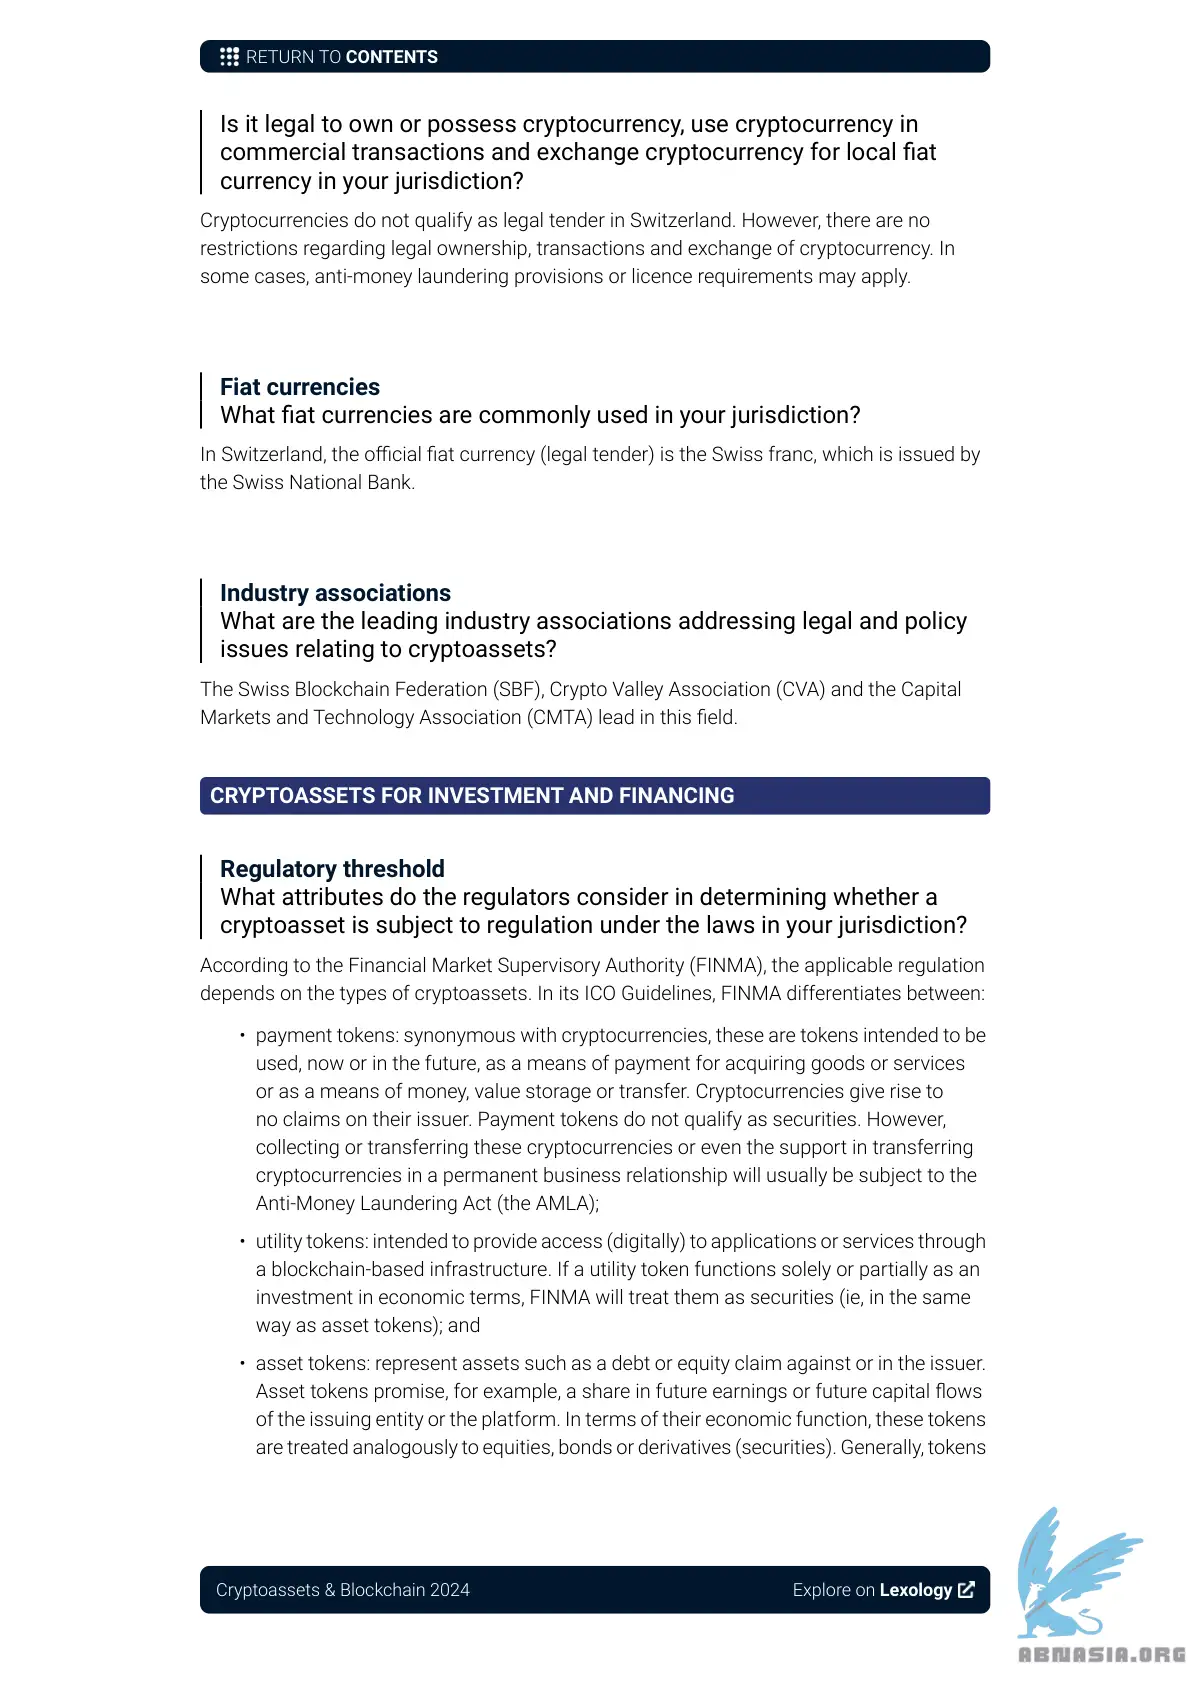 RETURN TO CONTENTS
Is it legal to own or possess cryptocurrency, use cryptocurrency in
commercial transactions and exchange cryptocurrency for local fiat
currency in your jurisdiction?
Cryptocurrencies do not qualify as legal tender in Switzerland. However, there are no
restrictions regarding legal ownership, transactions and exchange of cryptocurrency. In
some cases, anti-money laundering provisions or licence requirements may apply.
Fiat currencies
What fiat currencies are commonly used in your jurisdiction?
In Switzerland, the official fiat currency (legal tender) is the Swiss franc, which is issued by
the Swiss National Bank.
Industry associations
What are the leading industry associations addressing legal and policy
issues relating to cryptoassets?
The Swiss Blockchain Federation (SBF), Crypto Valley Association (CVA) and the Capital
Markets and Technology Association (CMTA) lead in this field.
CRYPTOASSETS FOR INVESTMENT AND FINANCING
Regulatory threshold
What attributes do the regulators consider in determining whether a
cryptoasset is subject to regulation under the laws in your jurisdiction?
According to the Financial Market Supervisory Authority (FINMA), the applicable regulation
depends on the types of cryptoassets. In its ICO Guidelines, FINMA differentiates between:
• payment tokens: synonymous with cryptocurrencies, these are tokens intended to be
used, now or in the future, as a means of payment for acquiring goods or services
or as a means of money, value storage or transfer. Cryptocurrencies give rise to
no claims on their issuer. Payment tokens do not qualify as securities. However,
collecting or transferring these cryptocurrencies or even the support in transferring
cryptocurrencies in a permanent business relationship will usually be subject to the
Anti-Money Laundering Act (the AMLA);
• utility tokens: intended to provide access (digitally) to applications or services through
a blockchain-based infrastructure. If a utility token functions solely or partially as an
investment in economic terms, FINMA will treat them as securities (ie, in the same
way as asset tokens); and
• asset tokens: represent assets such as a debt or equity claim against or in the issuer.
Asset tokens promise, for example, a share in future earnings or future capital flows
of the issuing entity or the platform. In terms of their economic function, these tokens
are treated analogously to equities, bonds or derivatives (securities). Generally, tokens
Cryptoassets & Blockchain 2024
Explore on Lexology
ABNASIA.ORG